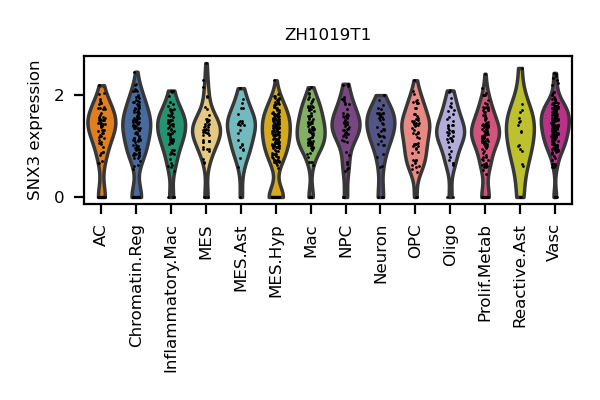 ZH1019T1
SNX3 expression
2
0
AC
Chromatin.Reg
Inflammatory.Mac
MES
MES.Ast
MES.Hyp
Mac
NPC
Neuron
OPC
Oligo
Prolif.Metab
Reactive.Ast
Vasc